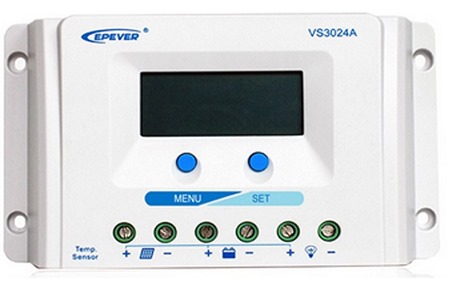 EPEVER®
VS3024A
MENU SET
Temp.
Sensor
+ - + - + -